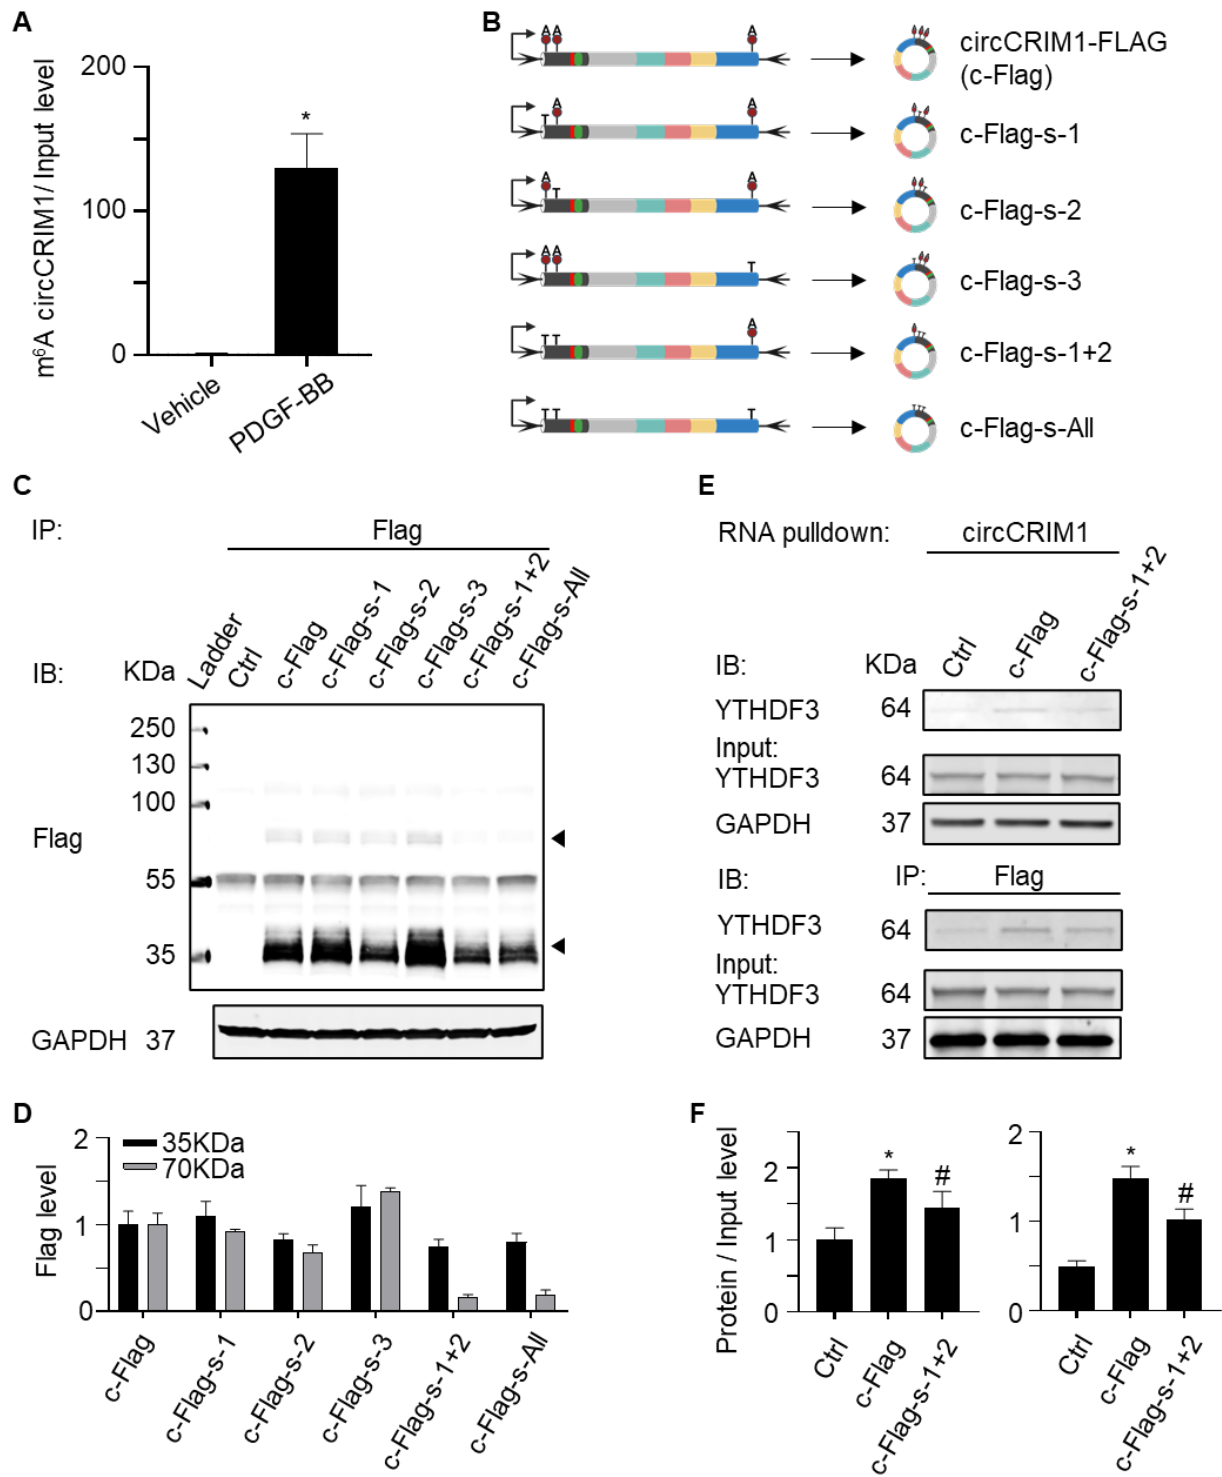 A
200
100
0
m⁶A circCRIM1/ Input level
*
Vehicle
PDGF-BB
B
A A
A
circCRIM1-FLAG
(c-Flag)
T A
A
c-Flag-s-1
A T
A
c-Flag-s-2
A A
T
c-Flag-s-3
T T
A
c-Flag-s-1+2
T T
T
c-Flag-s-All
C
IP:
Flag
IB:
KDa
Ladder
Ctrl
c-Flag
c-Flag-s-1
c-Flag-s-2
c-Flag-s-3
c-Flag-s-1+2
c-Flag-s-All
250
130
100
Flag
55
35
GAPDH 37
E
RNA pulldown:
circCRIM1
Ctrl
c-Flag
c-Flag-s-1+2
IB:
KDa
YTHDF3 64
Input:
YTHDF3 64
GAPDH 37
IB:
IP:
Flag
YTHDF3 64
Input:
YTHDF3 64
GAPDH 37
D
Flag level
2
1
0
35KDa
70KDa
c-Flag
c-Flag-s-1
c-Flag-s-2
c-Flag-s-3
c-Flag-s-1+2
c-Flag-s-All
F
Protein / Input level
2
1
0
*
#
Ctrl
c-Flag
c-Flag-s-1+2
2
1
0
*
#
Ctrl
c-Flag
c-Flag-s-1+2